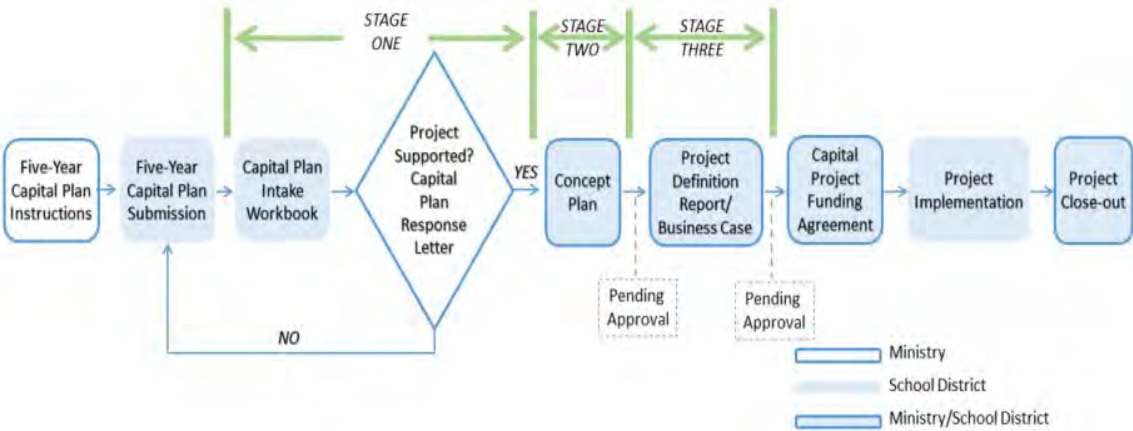 STAGE
ONE
STAGE
TWO
STAGE
THREE
Five-Year
Capital Plan
Instructions
Five-Year
Capital Plan
Submission
Capital Plan
Intake
Workbook
Project
Supported?
Capital
Plan
Response
Letter
YES
Concept
Plan
Project
Definition
Report/
Business Case
Capital
Project
Funding
Agreement
Project
Implementation
Project
Close-out
Pending
Approval
Pending
Approval
NO
Ministry
School District
Ministry/School District